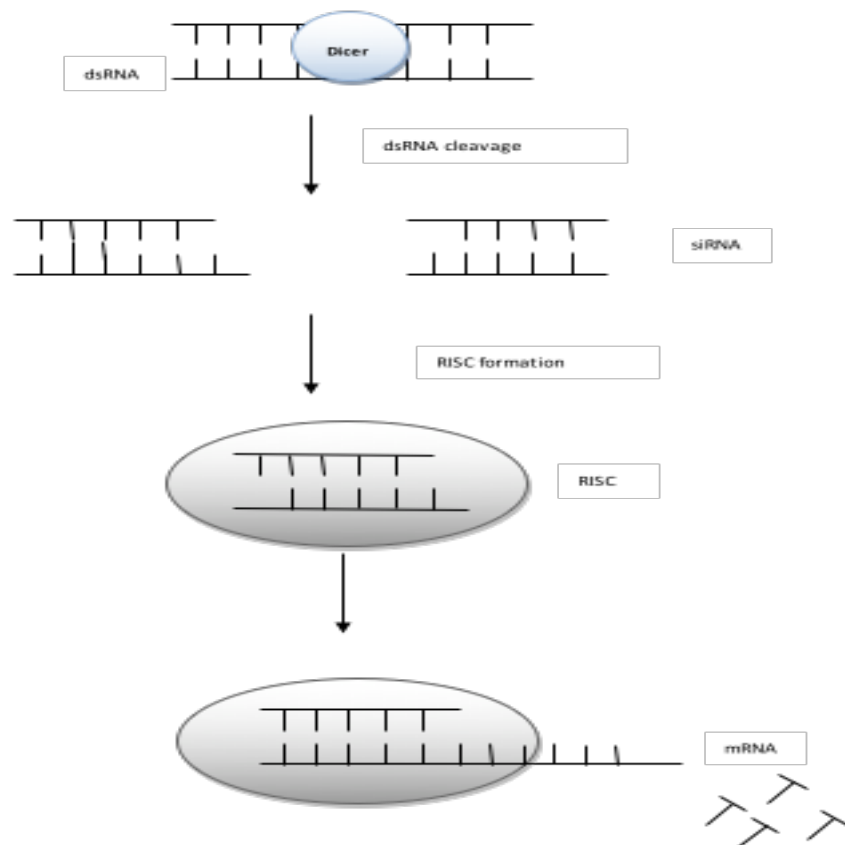 Dicer
dsRNA
dsRNA cleavage
siRNA
RISC formation
RISC
mRNA